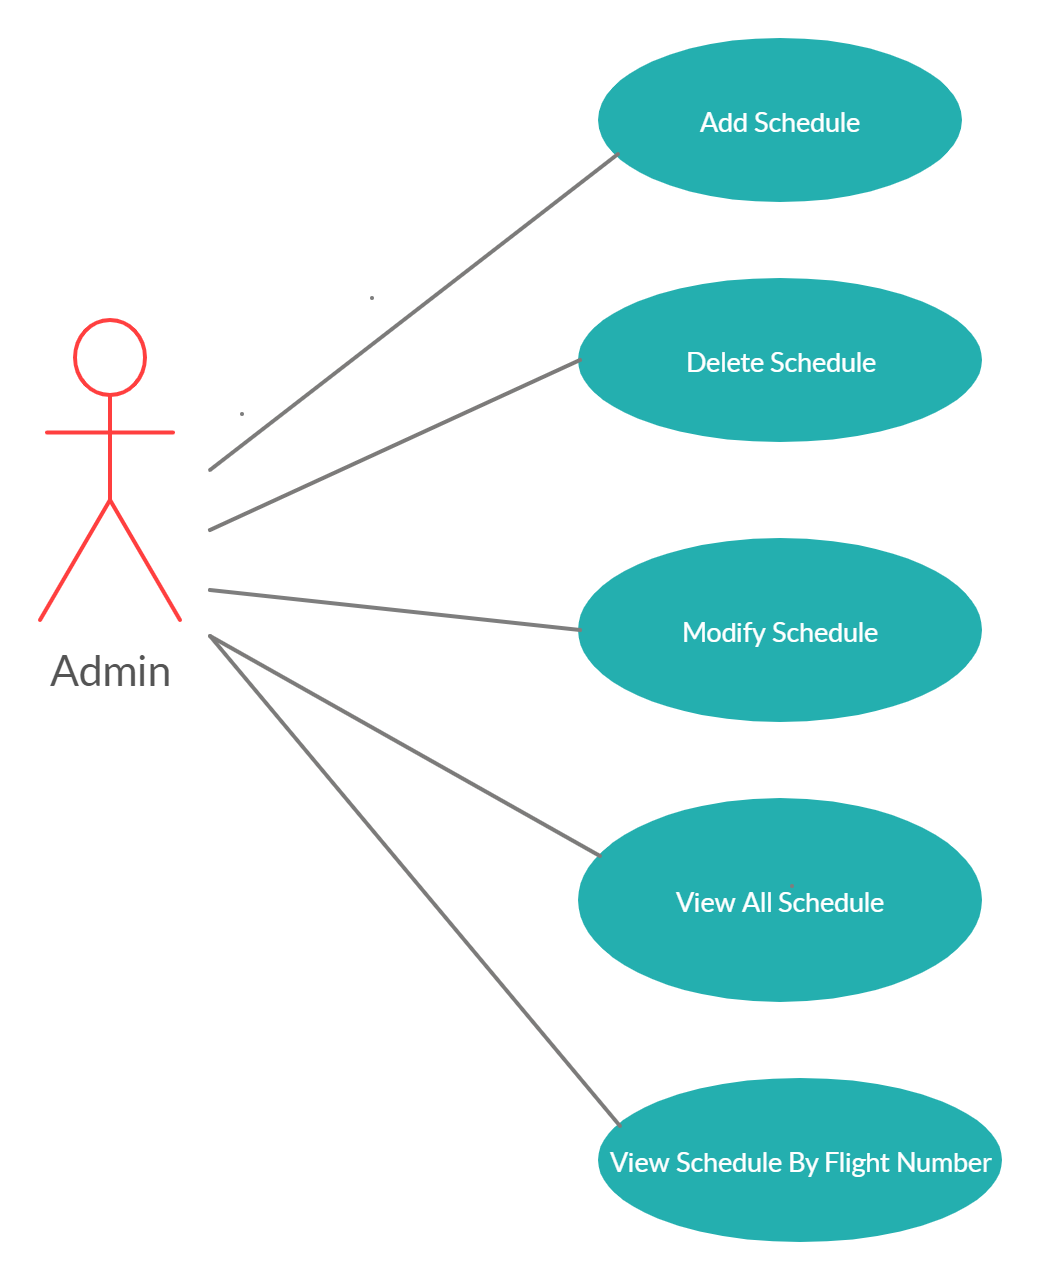 Add Schedule
Delete Schedule
Admin
Modify Schedule
View All Schedule
View Schedule By Flight Number